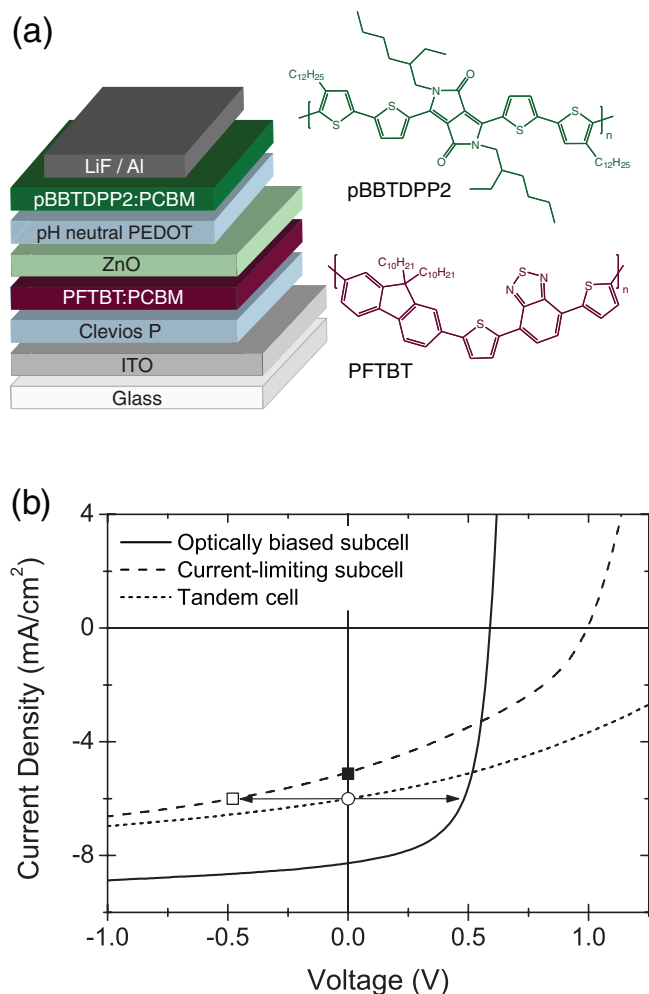 (a)
LiF / Al
pBBTDPP2:PCBM
pH neutral PEDOT
ZnO
PFTBT:PCBM
Clevios P
ITO
Glass
C12H25
S
S
N
O
O
N
S
S
n
C12H25
pBBTDPP2
C10H21
C10H21
S
N
S
N
S
n
PFTBT
(b)
4
0
-4
-8
Current Density (mA/cm²)
Optically biased subcell
Current-limiting subcell
Tandem cell
-1.0
-0.5
0.0
0.5
1.0
Voltage (V)